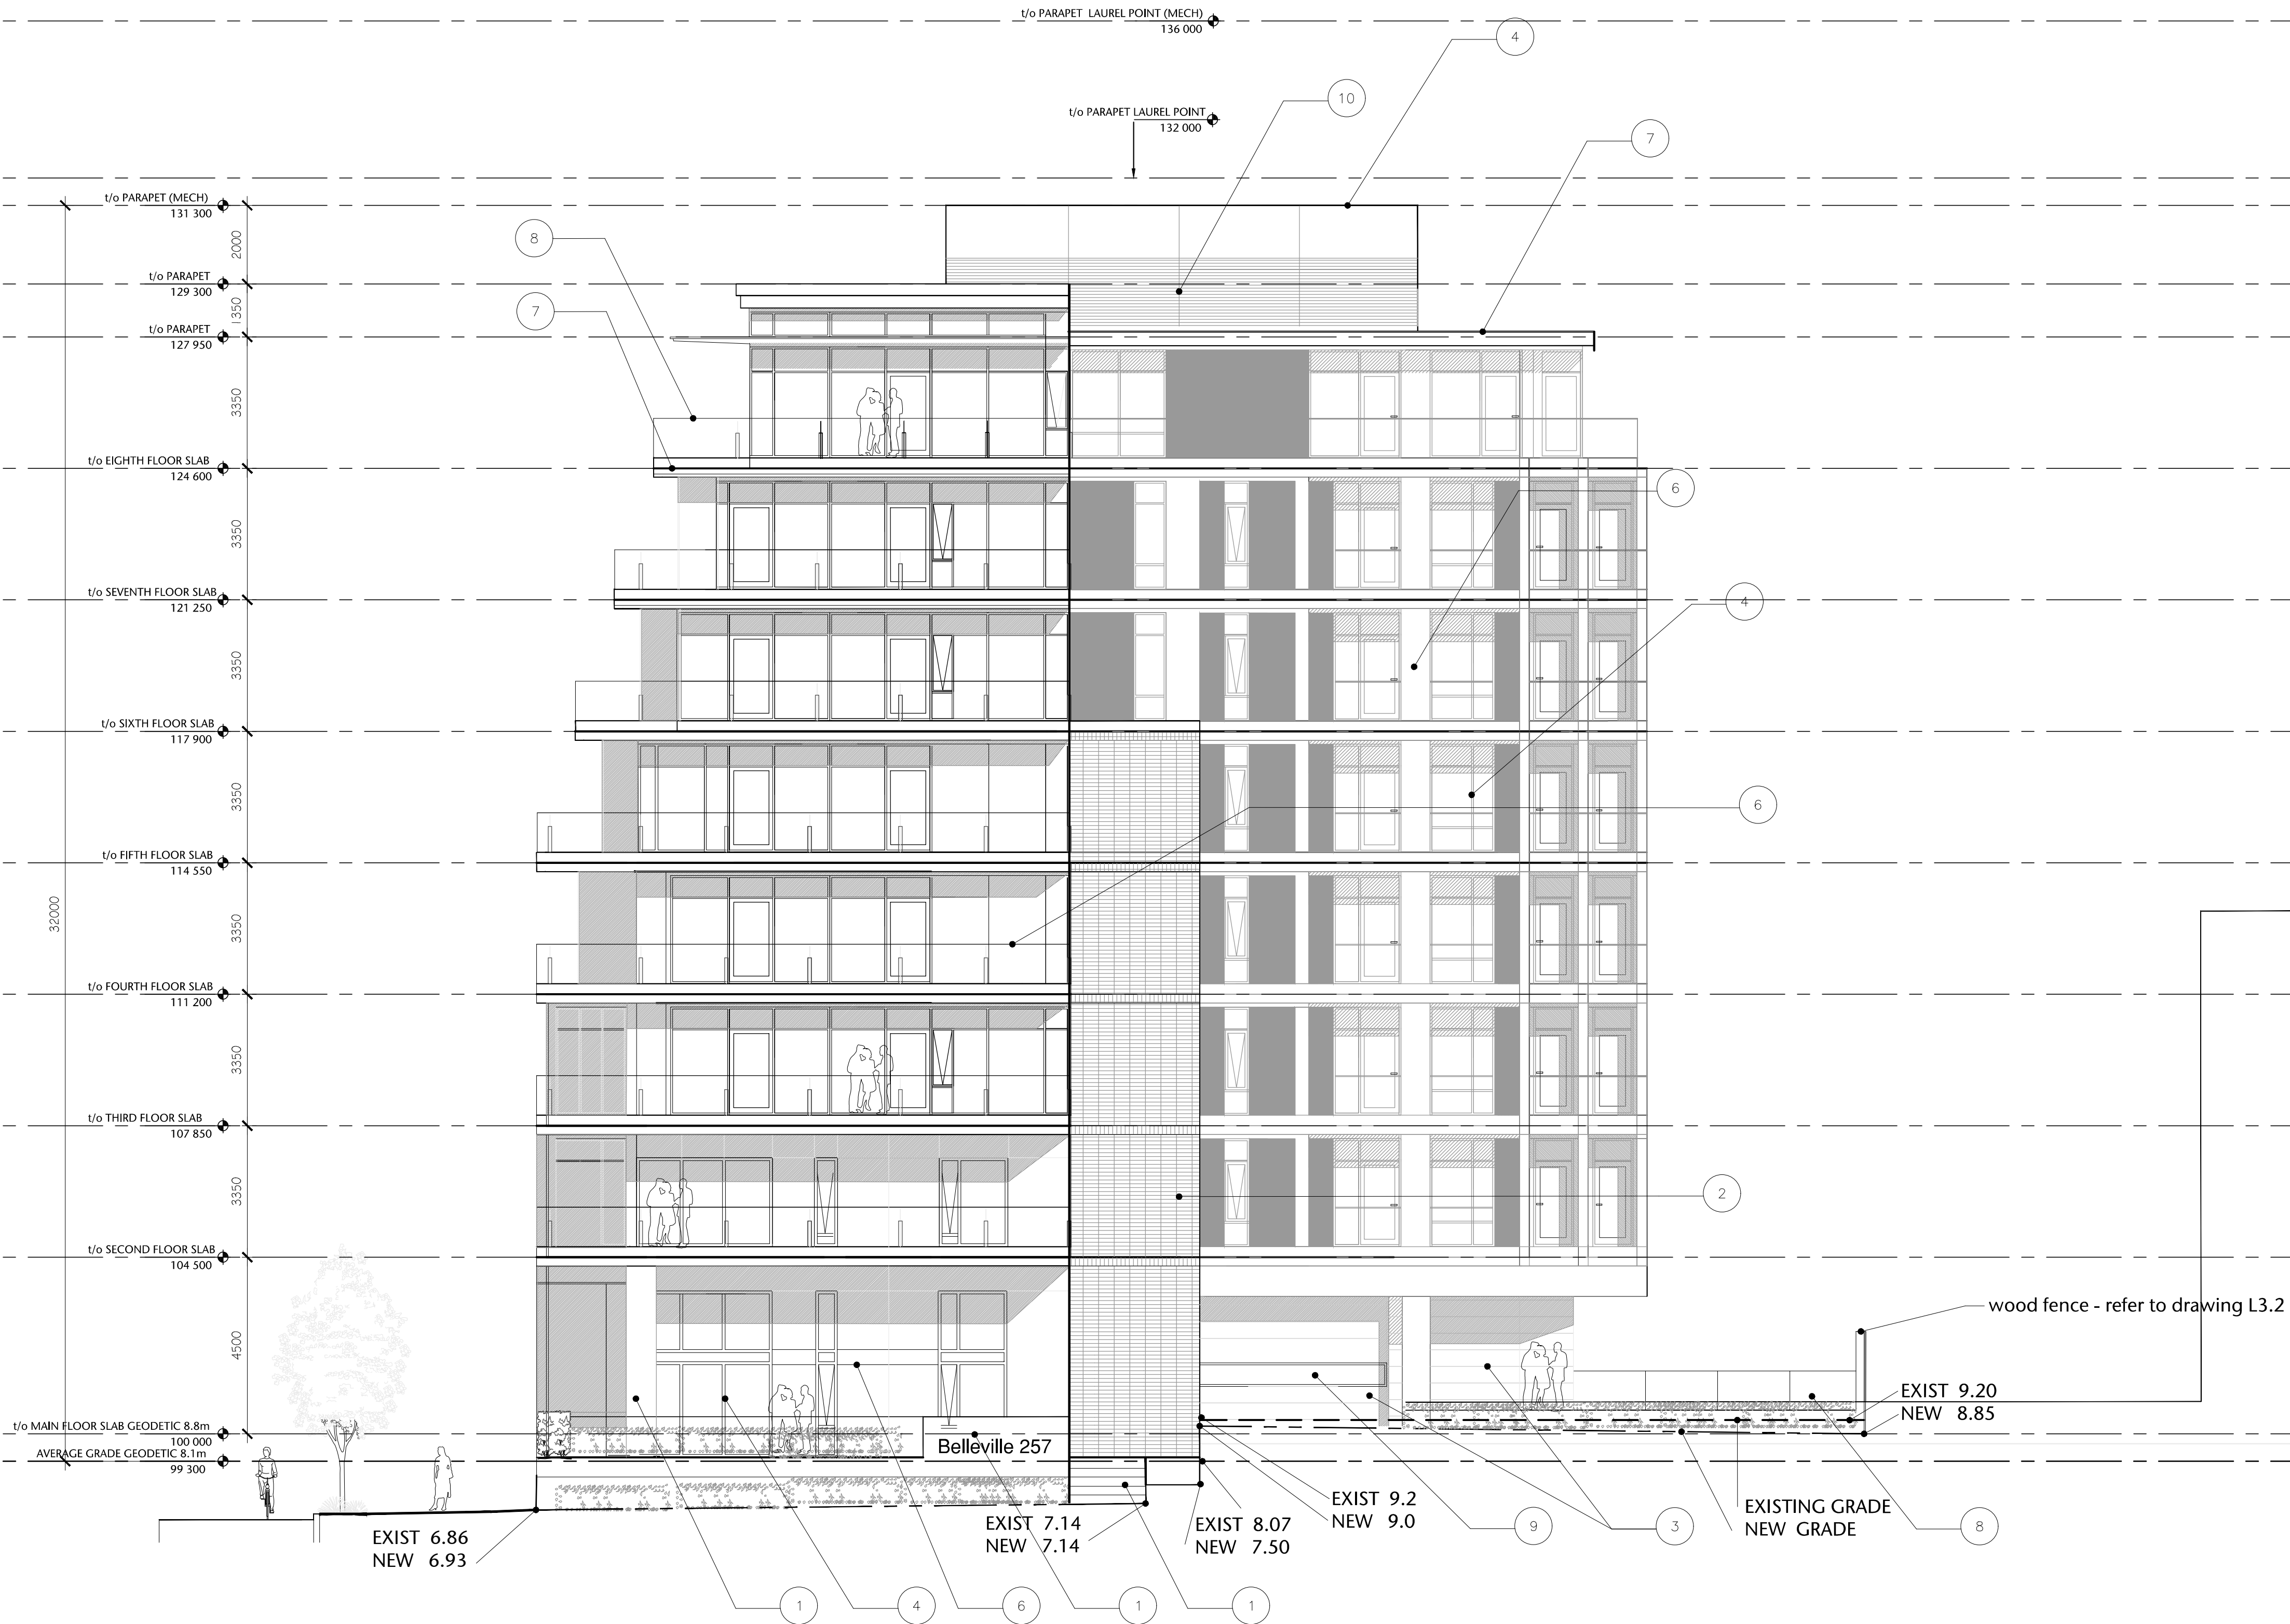 t/o PARAPET LAUREL POINT (MECH)
136 000
4
10
t/o PARAPET LAUREL POINT
132 000
7
t/o PARAPET (MECH)
131 300
2000
8
t/o PARAPET
129 300
1350
7
t/o PARAPET
127 950
3350
t/o EIGHTH FLOOR SLAB
124 600
6
3350
t/o SEVENTH FLOOR SLAB
121 250
4
3350
t/o SIXTH FLOOR SLAB
117 900
3350
6
t/o FIFTH FLOOR SLAB
114 550
32000
3350
t/o FOURTH FLOOR SLAB
111 200
3350
t/o THIRD FLOOR SLAB
107 850
3350
2
t/o SECOND FLOOR SLAB
104 500
wood fence - refer to drawing L3.2
4500
EXIST 9.20
NEW 8.85
t/o MAIN FLOOR SLAB GEODETIC 8.8m
100 000
Belleville 257
AVERAGE GRADE GEODETIC 8.1m
99 300
EXIST 6.86
NEW 6.93
EXIST 7.14
NEW 7.14
EXIST 8.07
NEW 7.50
EXIST 9.2
NEW 9.0
9
3
EXISTING GRADE
NEW GRADE
8
1
4
6
1
1